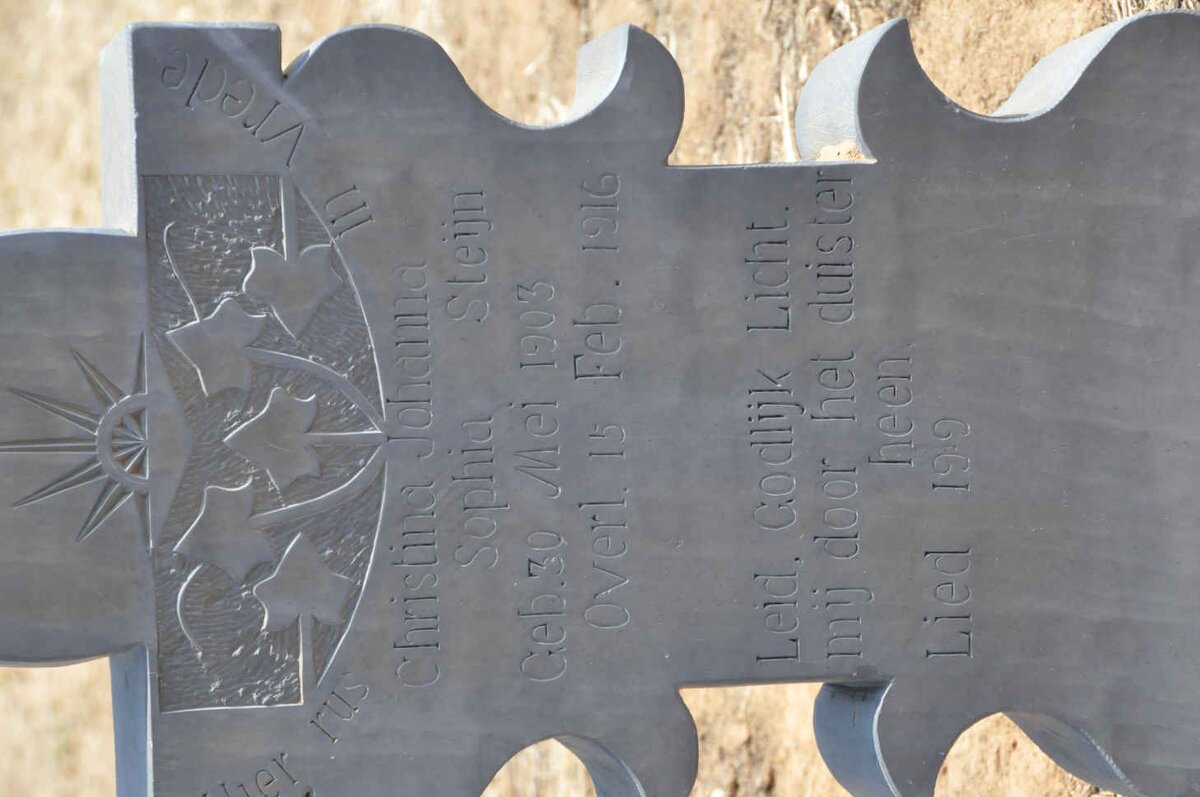 Hier rus In vrede
Christina Johanna
Sophia Steijn
Geb. 30 Mei 1903
Overl. 15 Feb. 1916
Leid, Godlijk Licht.
mij door het duister
heen.
Lied 199